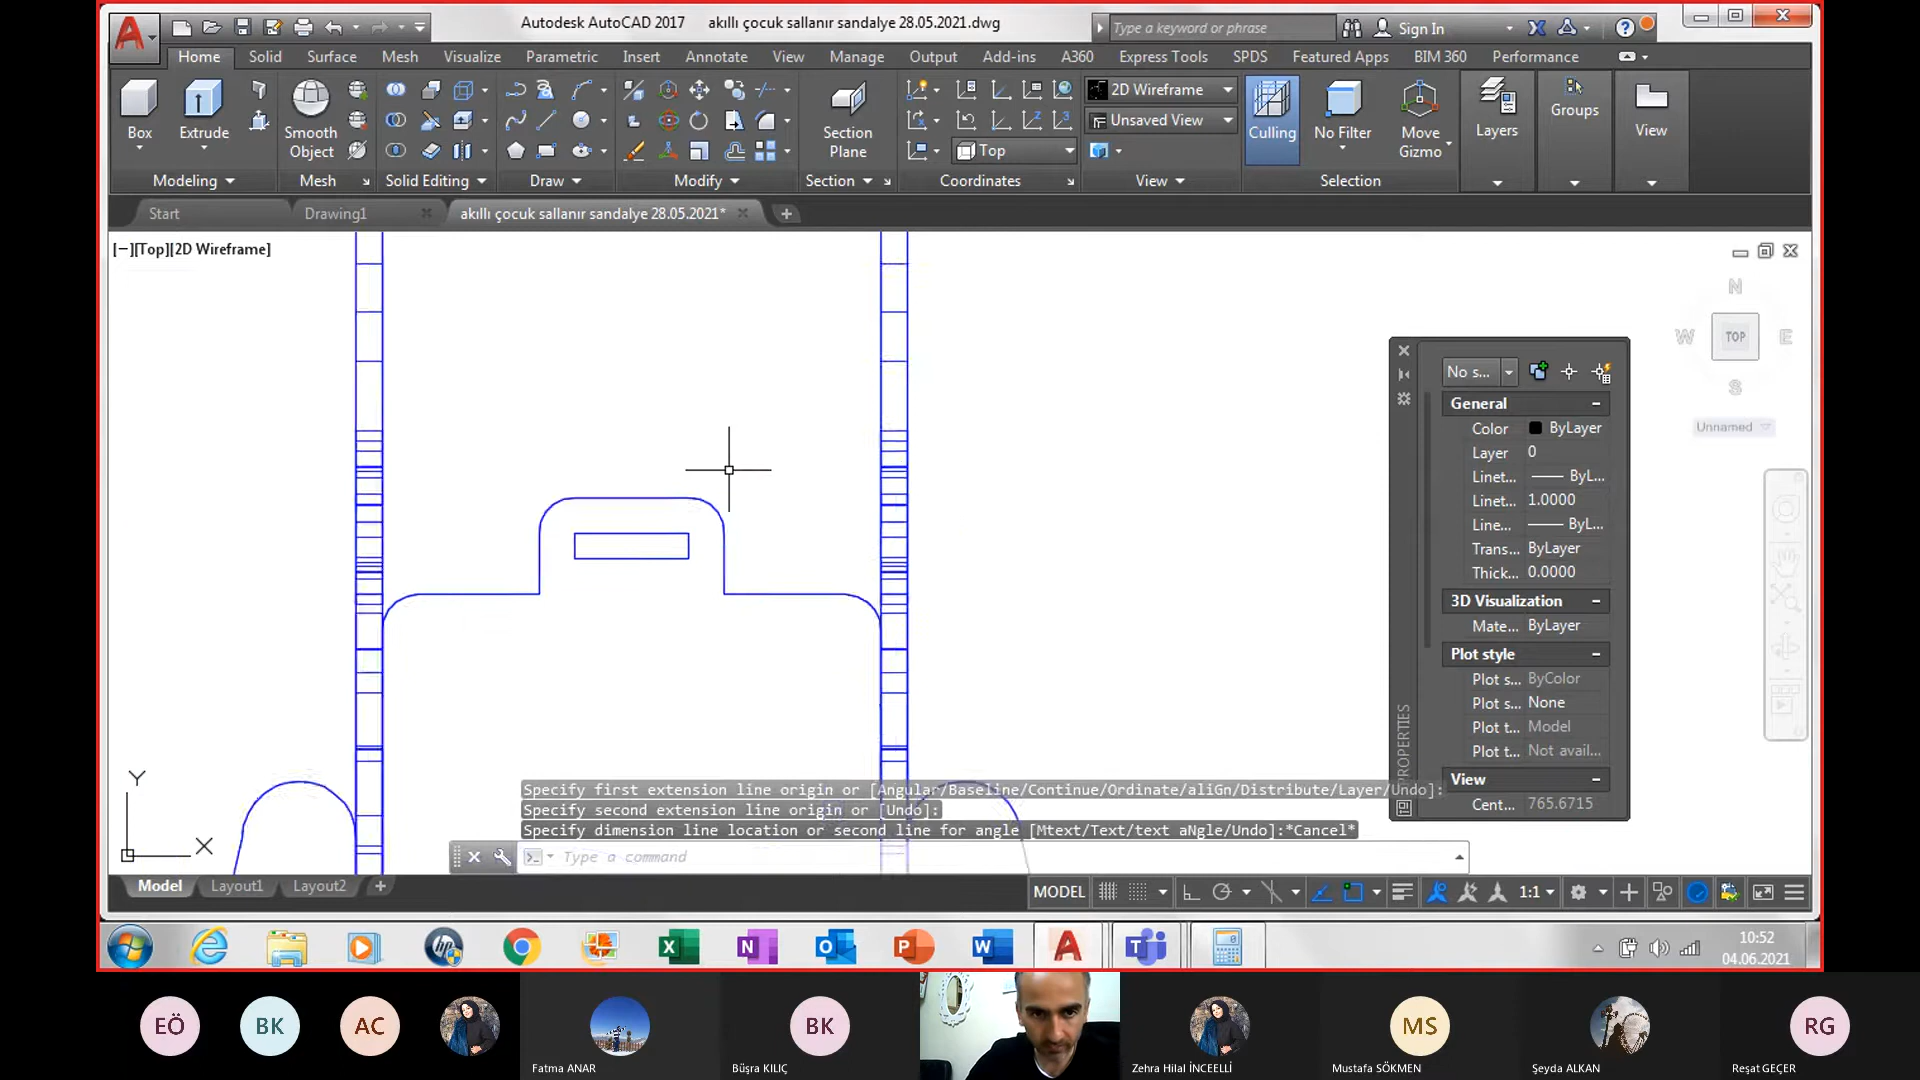 Autodesk AutoCAD 2017 akıllı çocuk sallanır sandalye 28.05.2021.dwg
Type a keyword or phrase
Sign In
Home Solid Surface Mesh Visualize Parametric Insert Annotate View Manage Output Add-ins A360 Express Tools SPDS Featured Apps BIM 360 Performance
2D Wireframe
Unsaved View
Top
Box
Extrude
Smooth Object
Section Plane
Culling
No Filter
Move Gizmo
Layers
Groups
View
Modeling Mesh Solid Editing Draw Modify Section Coordinates View Selection
Start Drawing1 akıllı çocuk sallanır sandalye 28.05.2021*
[−][Top][2D Wireframe]
N
W TOP E
S
Unnamed
No s...
General
Color ByLayer
Layer 0
Linet... ByL...
Linet... 1.0000
Line... ByL...
Trans... ByLayer
Thick... 0.0000
3D Visualization
Mate... ByLayer
Plot style
Plot s... ByColor
Plot s... None
Plot t... Model
Plot t... Not avail...
View
Cent... 765.6715
PROPERTIES
Y
X
Specify first extension line origin or [Angular/Baseline/Continue/Ordinate/aliGn/Distribute/Layer/Undo]:
Specify second extension line origin or [Undo]:
Specify dimension line location or second line for angle [Mtext/Text/text aNgle/Undo]:*Cancel*
Type a command
Model Layout1 Layout2
MODEL 1:1
10:52
04.06.2021
EÖ BK AC BK MS RG
Fatma ANAR Büşra KILIÇ Zehra Hilal İNCEELLİ Mustafa SÖKMEN Şeyda ALKAN Reşat GEÇER